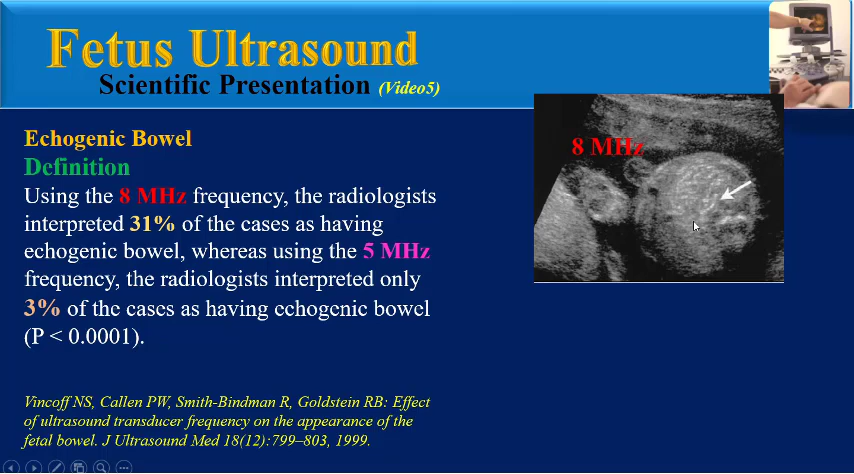 Fetus Ultrasound
Scientific Presentation (Video5)
8 MHz
Echogenic Bowel
Definition
Using the 8 MHz frequency, the radiologists
interpreted 31% of the cases as having
echogenic bowel, whereas using the 5 MHz
frequency, the radiologists interpreted only
3% of the cases as having echogenic bowel
(P < 0.0001).
Vincoff NS, Callen PW, Smith-Bindman R, Goldstein RB: Effect
of ultrasound transducer frequency on the appearance of the
fetal bowel. J Ultrasound Med 18(12):799–803, 1999.